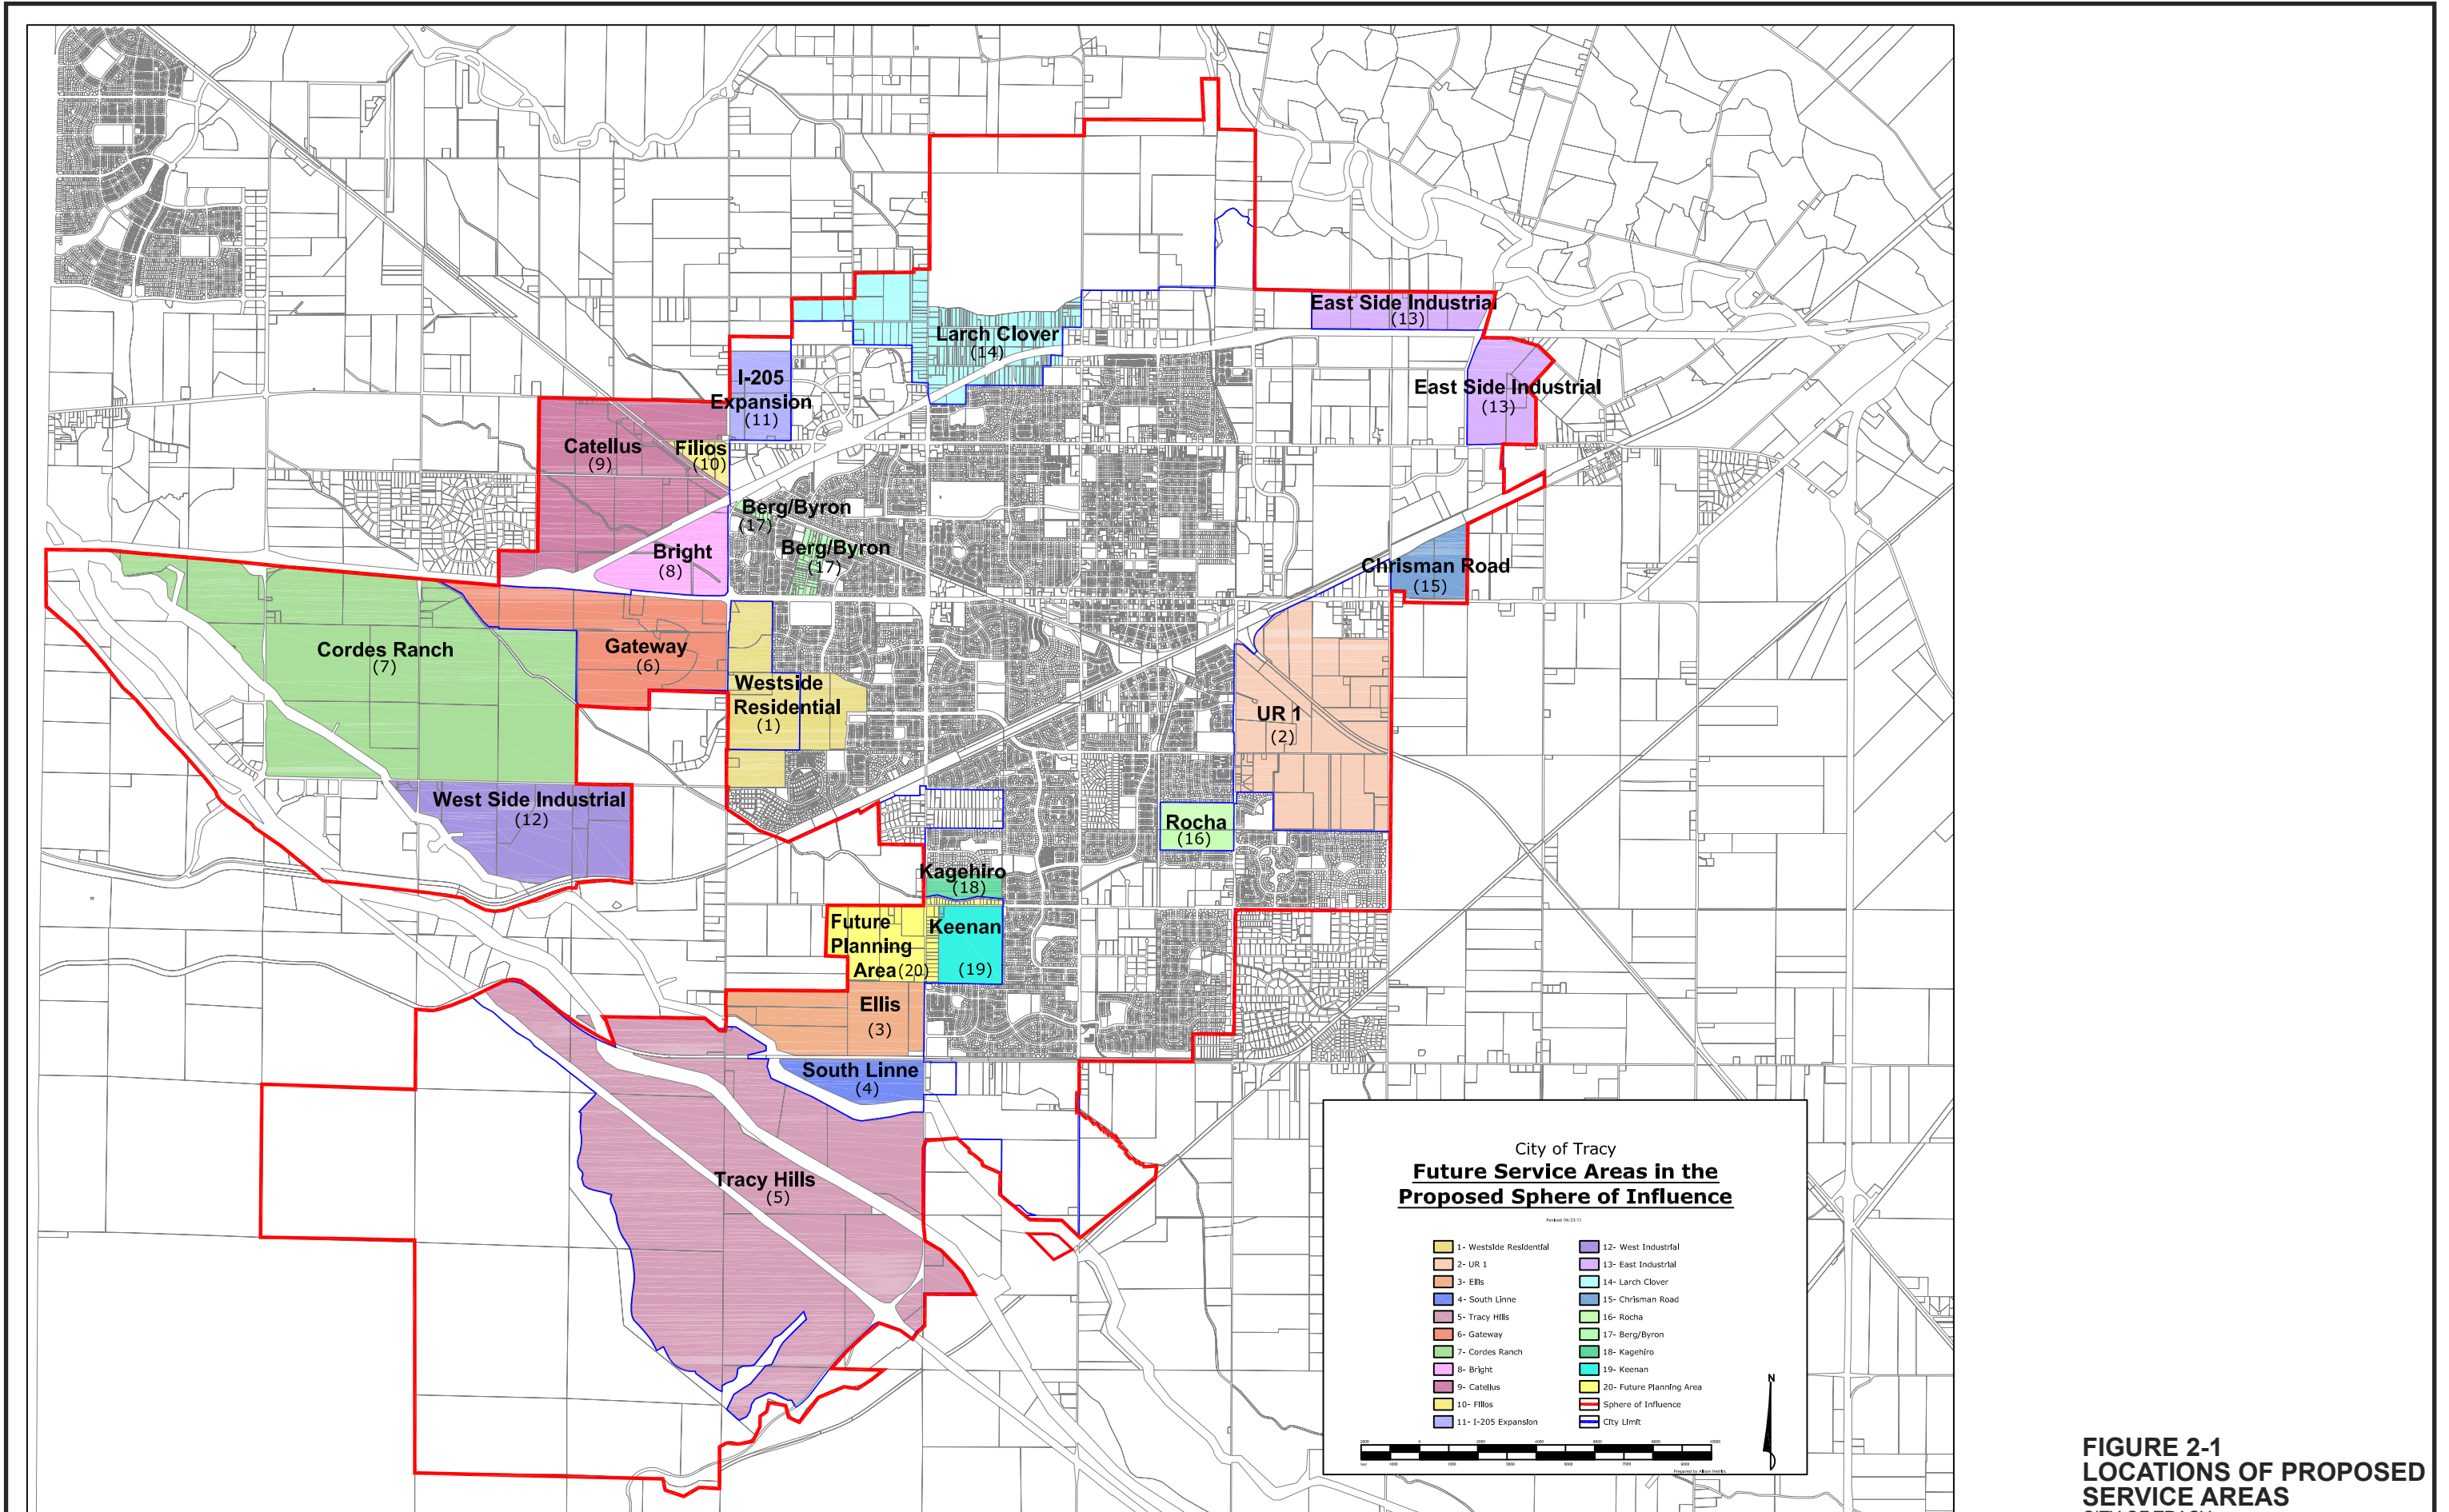 East Side Industrial
(13)
Larch Clover
(14)
I-205
Expansion
(11)
East Side Industrial
(13)
Catellus
(9)
Filios
(10)
Berg/Byron
(17)
Berg/Byron
(17)
Bright
(8)
Chrisman Road
(15)
Cordes Ranch
(7)
Gateway
(6)
Westside
Residential
(1)
UR 1
(2)
West Side Industrial
(12)
Rocha
(16)
Kagehiro
(18)
Future
Planning
Area (20)
Keenan
(19)
Ellis
(3)
South Linne
(4)
Tracy Hills
(5)
City of Tracy
Future Service Areas in the
Proposed Sphere of Influence
1- Westside Residential
2- UR 1
3- Ellis
4- South Linne
5- Tracy Hills
6- Gateway
7- Cordes Ranch
8- Bright
9- Catellus
10- Filios
11- I-205 Expansion
12- West Industrial
13- East Industrial
14- Larch Clover
15- Chrisman Road
16- Rocha
17- Berg/Byron
18- Kagehiro
19- Keenan
20- Future Planning Area
Sphere of Influence
City Limit
N
FIGURE 2-1
LOCATIONS OF PROPOSED
SERVICE AREAS